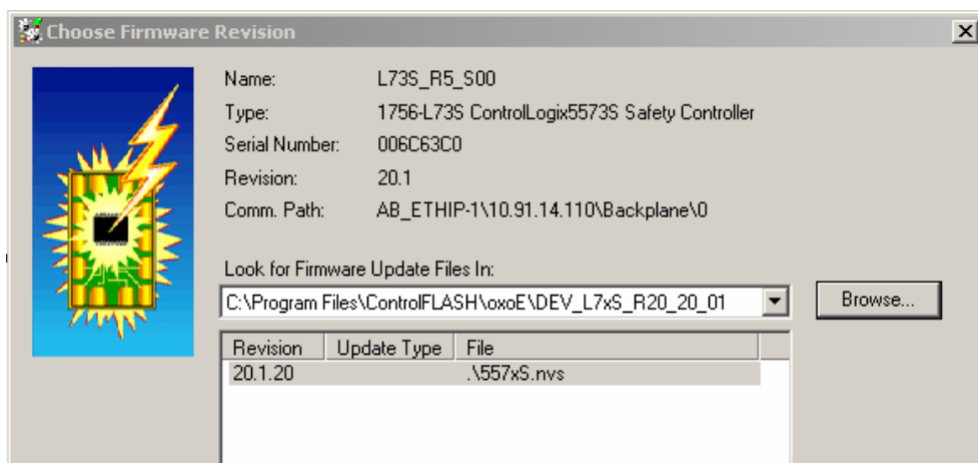 Choose Firmware Revision
Name: L73S_R5_S00
Type: 1756-L73S ControlLogix5573S Safety Controller
Serial Number: 006C63C0
Revision: 20.1
Comm. Path: AB_ETHIP-1\10.91.14.110\Backplane\0
Look for Firmware Update Files In:
C:\Program Files\ControlFLASH\oxoE\DEV_L7xS_R20_20_01 Browse...
Revision Update Type File
20.1.20 .\557xS.nvs